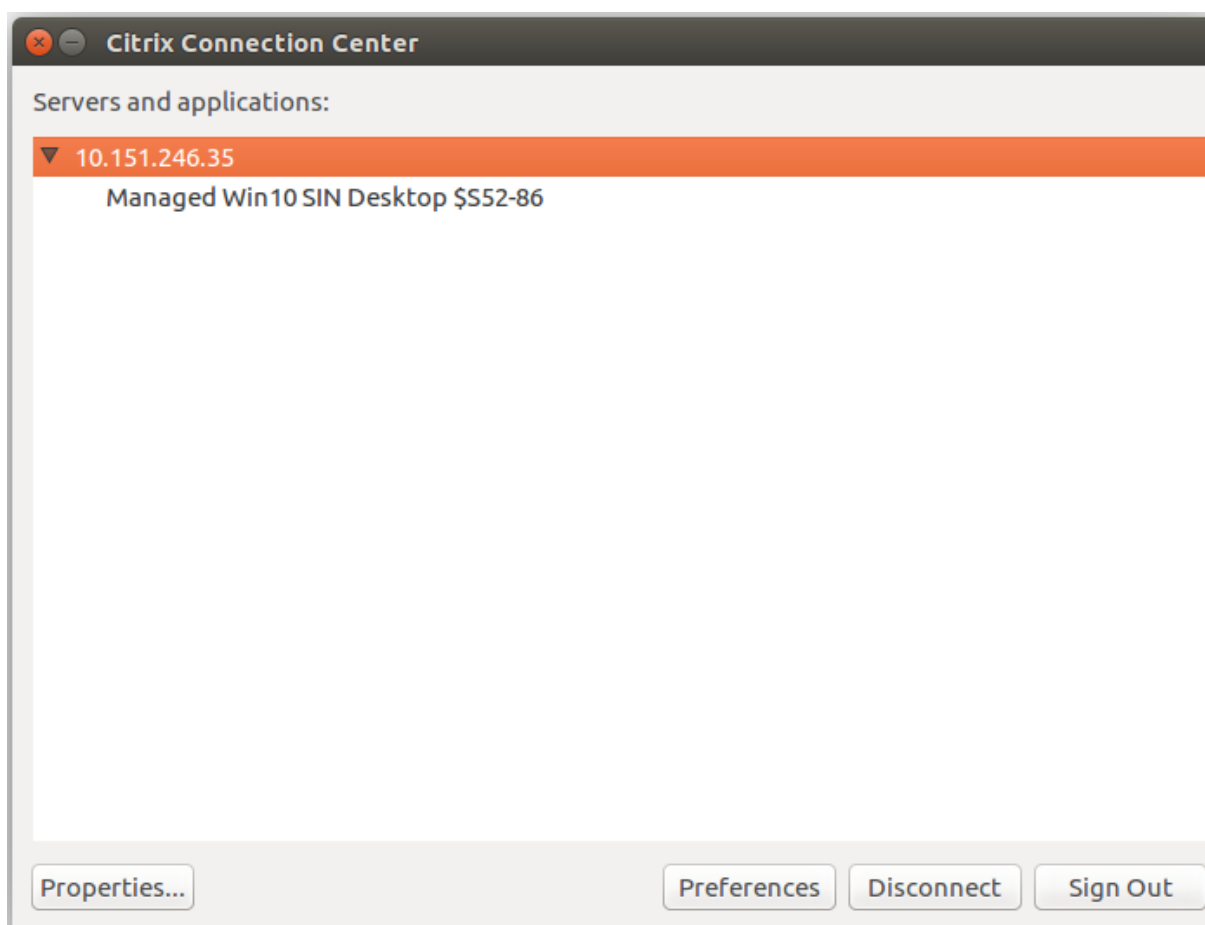 Citrix Connection Center
Servers and applications:
10.151.246.35
Managed Win10 SIN Desktop $S52-86
Properties... Preferences Disconnect Sign Out